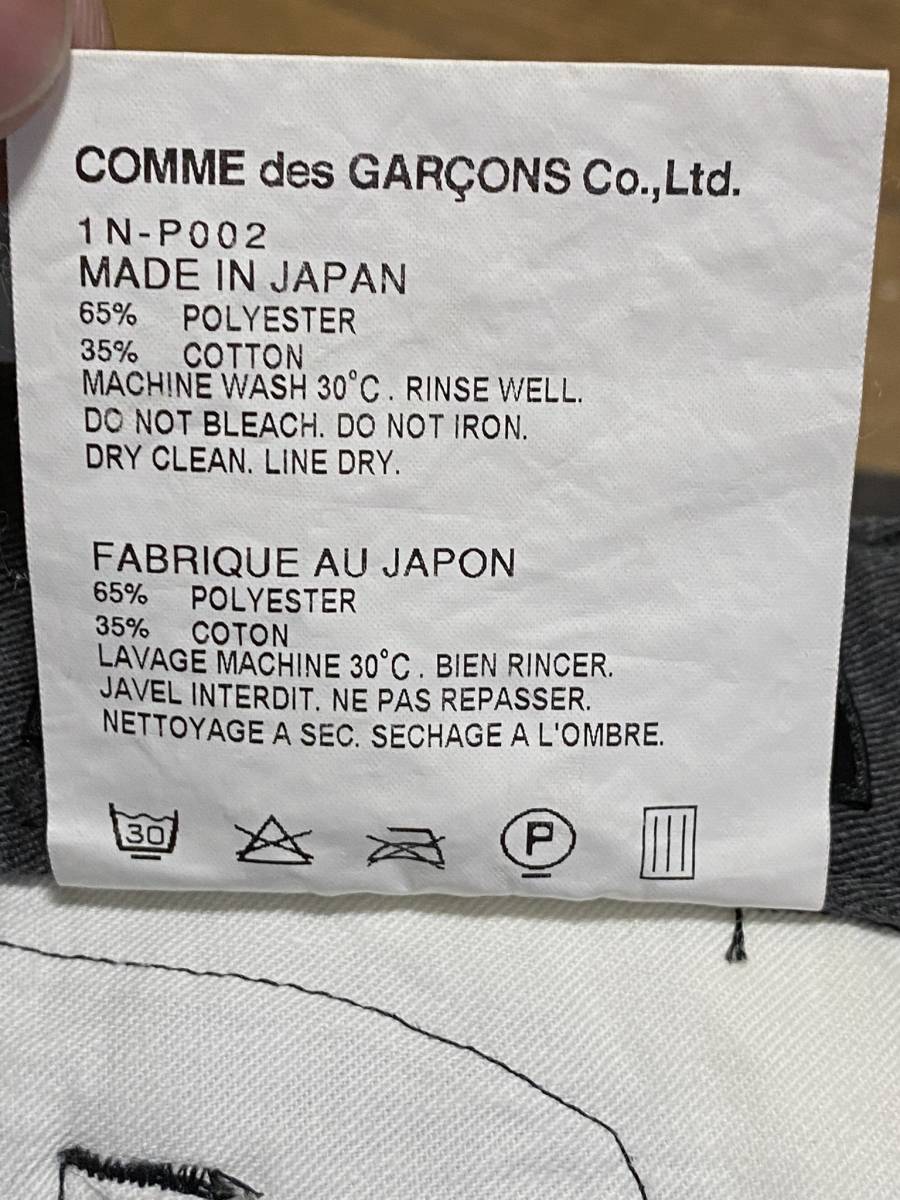 COMME des GARÇONS Co.,Ltd.
1N-P002
MADE IN JAPAN
65% POLYESTER
35% COTTON
MACHINE WASH 30°C. RINSE WELL.
DO NOT BLEACH. DO NOT IRON.
DRY CLEAN. LINE DRY.
FABRIQUE AU JAPON
65% POLYESTER
35% COTON
LAVAGE MACHINE 30°C. BIEN RINCER.
JAVEL INTERDIT. NE PAS REPASSER.
NETTOYAGE A SEC. SECHAGE A L'OMBRE.
30 P